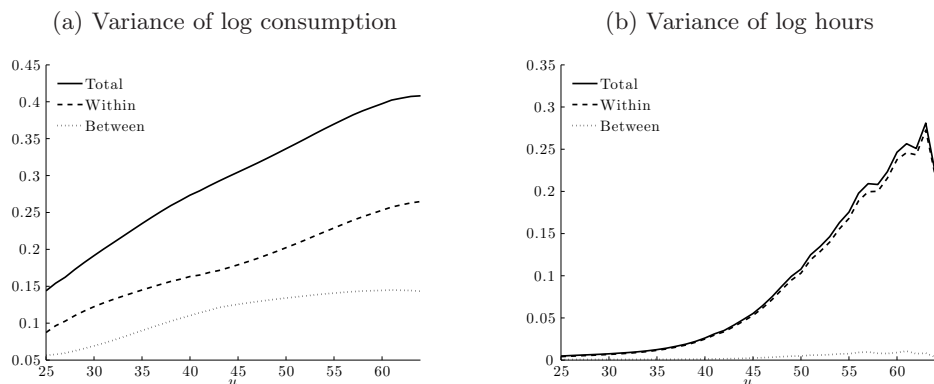 (a) Variance of log consumption
0.45
0.4
0.35
0.3
0.25
0.2
0.15
0.1
0.05
25 30 35 40 45 50 55 60
y
Total
Within
Between
(b) Variance of log hours
0.35
0.3
0.25
0.2
0.15
0.1
0.05
0
25 30 35 40 45 50 55 60
y
Total
Within
Between